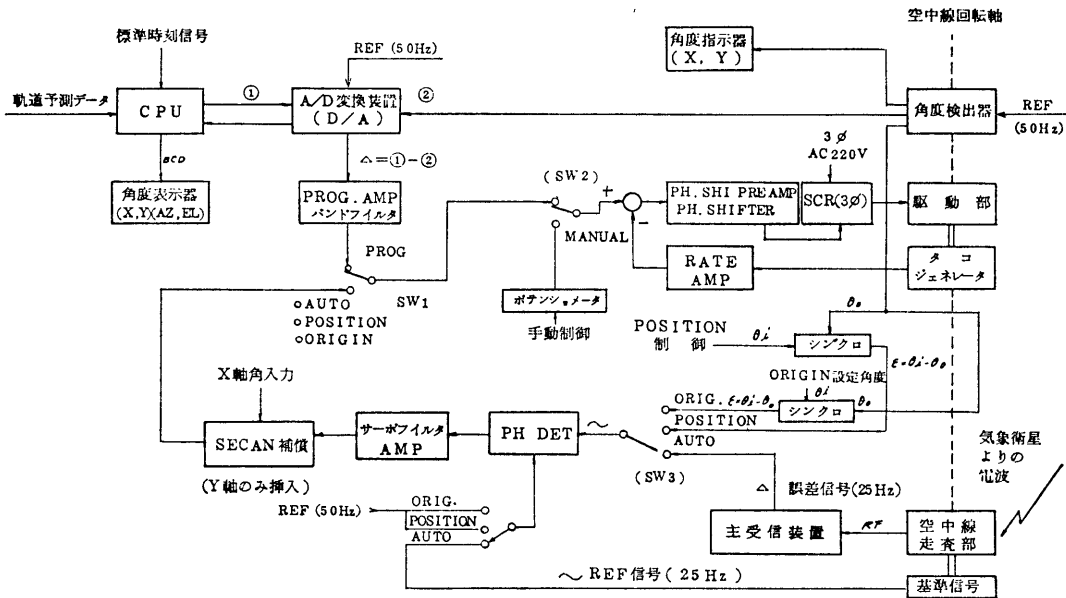 空中線回転軸
標準時刻信号
REF (50Hz)
角度指示器
(X, Y)
軌道予測データ
CPU
①
A/D変換装置
(D/A)
②
角度検出器
REF
(50Hz)
BCD
△=①-②
3φ
AC220V
角度表示器
(X,Y)(AZ,EL)
PROG.AMP
バンドフイルタ
(SW2)
+
-
PH.SHI PREAMP
PH.SHIFTER
SCR(3φ)
駆動部
MANUAL
PROG
SW1
RATE
AMP
タコ
ジェネレータ
ポテンショメータ
手動制御
AUTO
POSITION
ORIGIN
POSITION
制御
θi
シンクロ
θo
ε=θi-θo
ORIGIN設定角度
θi
X軸角入力
ORIG.
ε=θi-θo
シンクロ
θo
POSITION
AUTO
SECAN補償
サーボフイルタ
AMP
PH DET
～
(SW3)
気象衛星
よりの
電波
(Y軸のみ挿入)
△
誤差信号(25Hz)
REF (50Hz)
ORIG.
POSITION
AUTO
主受信装置
RF
空中線
走査部
～ REF信号(25Hz)
基準信号